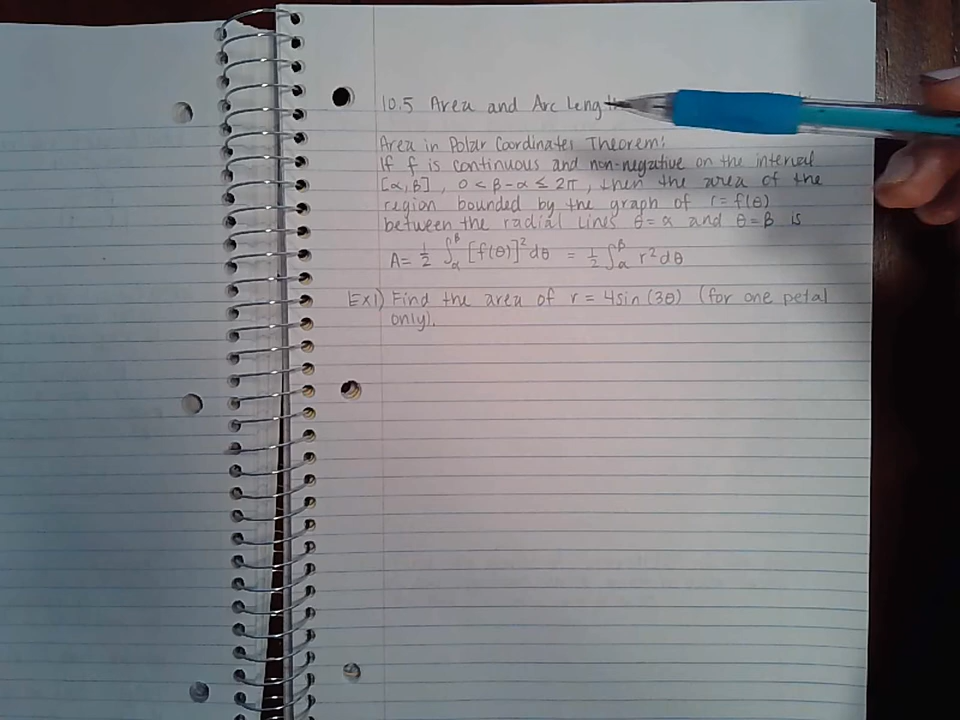 10.5 Area and Arc Leng
Area in Polar Coordinates Theorem:
If f is continuous and non-negative on the interval
[α,β], 0 < β-α ≤ 2π, then the area of the
region bounded by the graph of r = f(θ)
between the radial lines θ=α and θ=β is
A= 1/2 ∫_α^β [f(θ)]² dθ = 1/2 ∫_α^β r² dθ
Ex1) Find the area of r = 4sin(3θ) (for one petal
only).